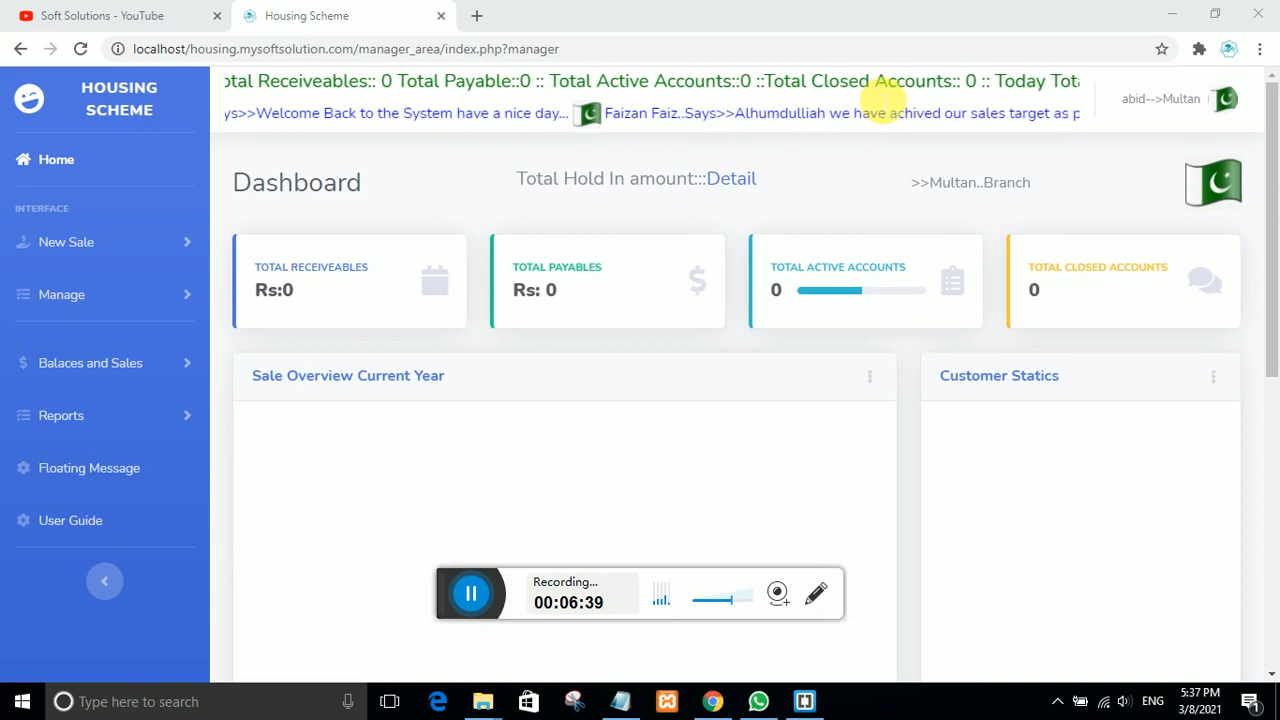 Soft Solutions - YouTube
Housing Scheme
localhost/housing.mysoftsolution.com/manager_area/index.php?manager
HOUSING SCHEME
otal Receiveables:: 0 Total Payable::0 :: Total Active Accounts::0 ::Total Closed Accounts:: 0 :: Today Tota
ys>>Welcome Back to the System have a nice day... Faizan Faiz..Says>>Alhumdulliah we have achived our sales target as p
abid-->Multan
Home
INTERFACE
New Sale
Manage
Balaces and Sales
Reports
Floating Message
User Guide
Dashboard
Total Hold In amount:::Detail
>>Multan..Branch
TOTAL RECEIVEABLES
Rs:0
TOTAL PAYABLES
Rs: 0
TOTAL ACTIVE ACCOUNTS
0
TOTAL CLOSED ACCOUNTS
0
Sale Overview Current Year
Customer Statics
Recording...
00:06:39
Type here to search
ENG
5:37 PM
3/8/2021
1